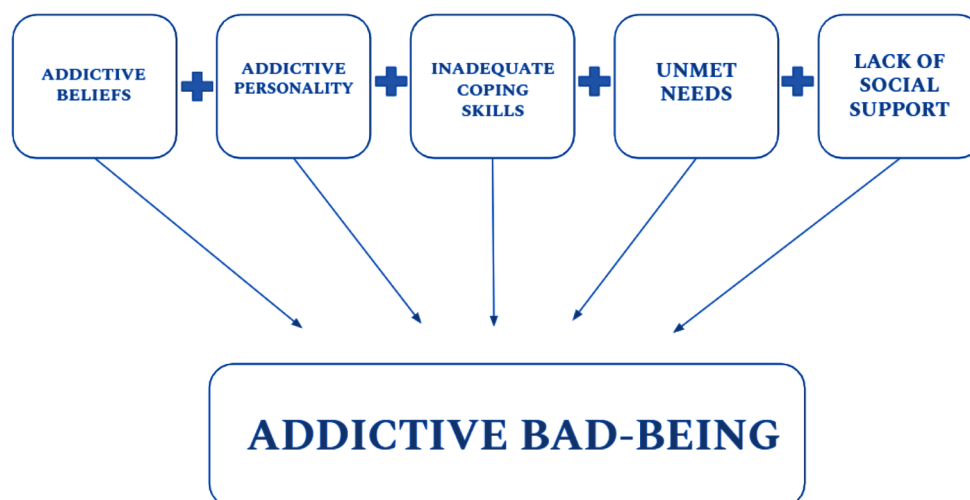 ADDICTIVE
BELIEFS
ADDICTIVE
PERSONALITY
INADEQUATE
COPING
SKILLS
UNMET
NEEDS
LACK OF
SOCIAL
SUPPORT
ADDICTIVE BAD-BEING